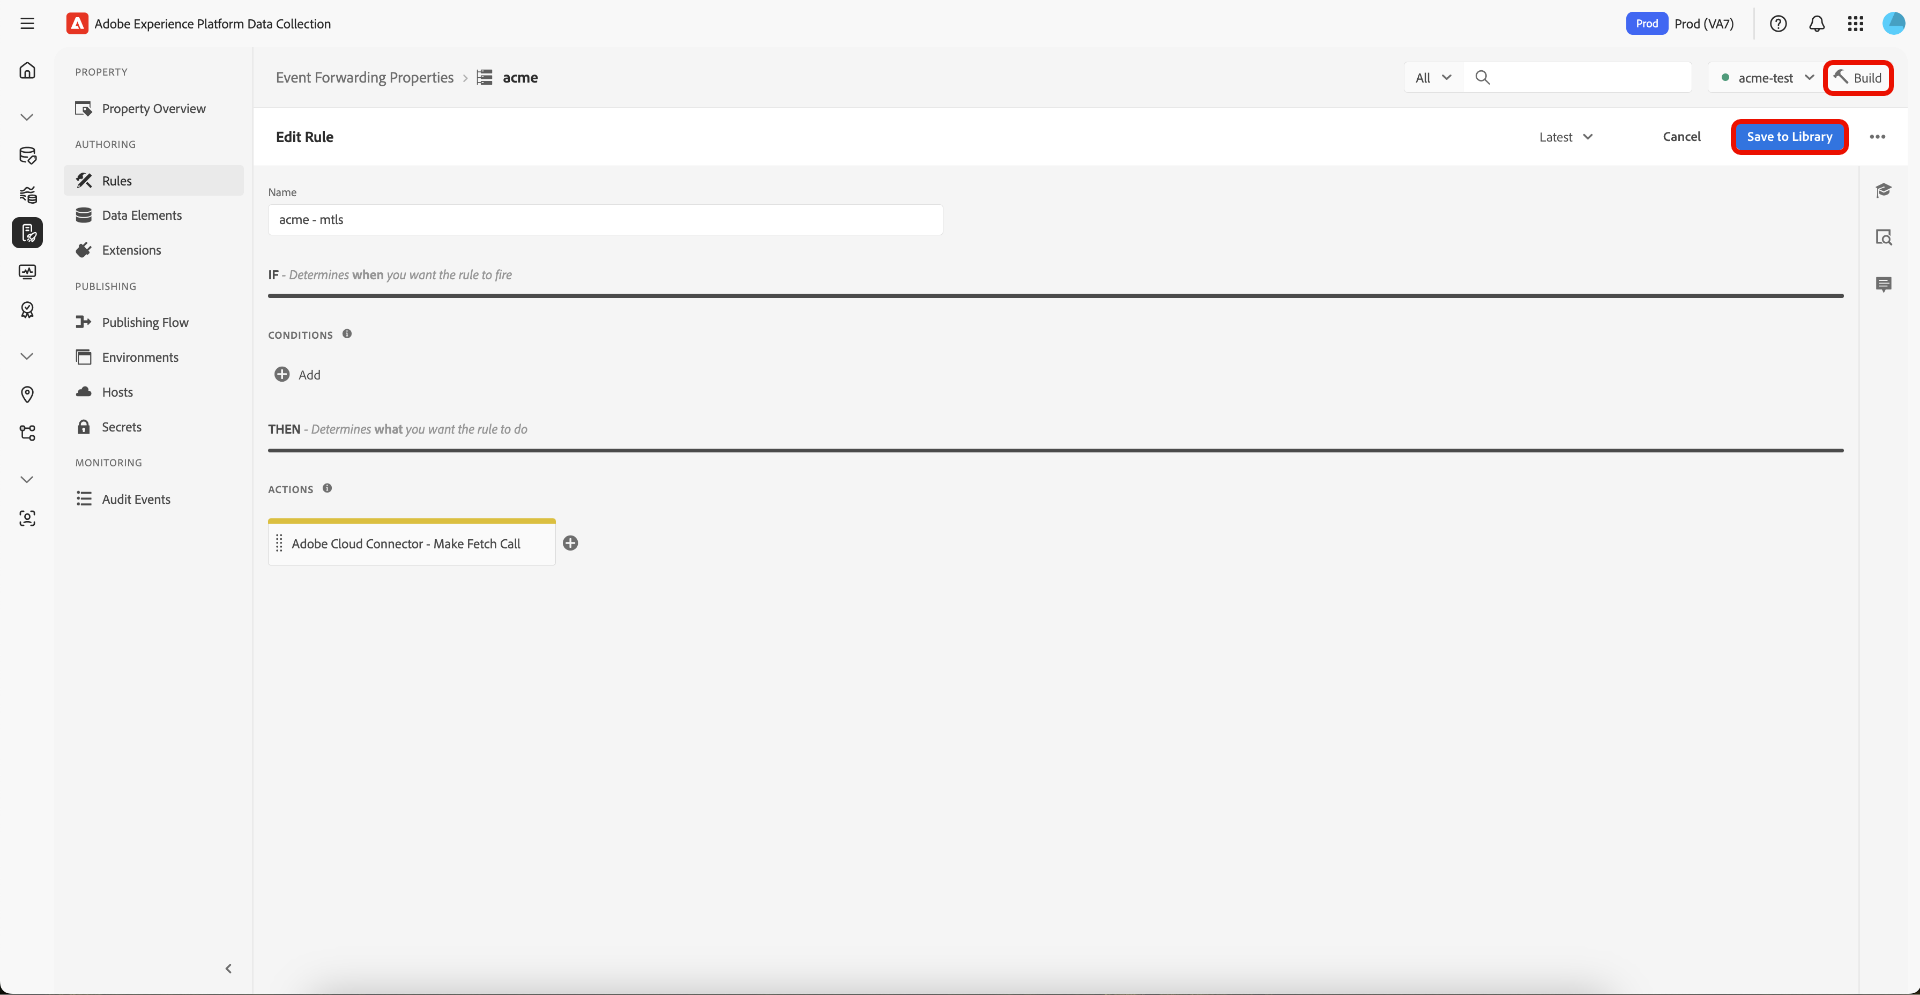 Adobe Experience Platform Data Collection
Prod
Prod (VA7)
PROPERTY
Property Overview
AUTHORING
Rules
Data Elements
Extensions
PUBLISHING
Publishing Flow
Environments
Hosts
Secrets
MONITORING
Audit Events
Event Forwarding Properties > acme
All
acme-test
Build
Edit Rule
Latest
Cancel
Save to Library
Name
acme - mtls
IF - Determines when you want the rule to fire
CONDITIONS
Add
THEN - Determines what you want the rule to do
ACTIONS
Adobe Cloud Connector - Make Fetch Call